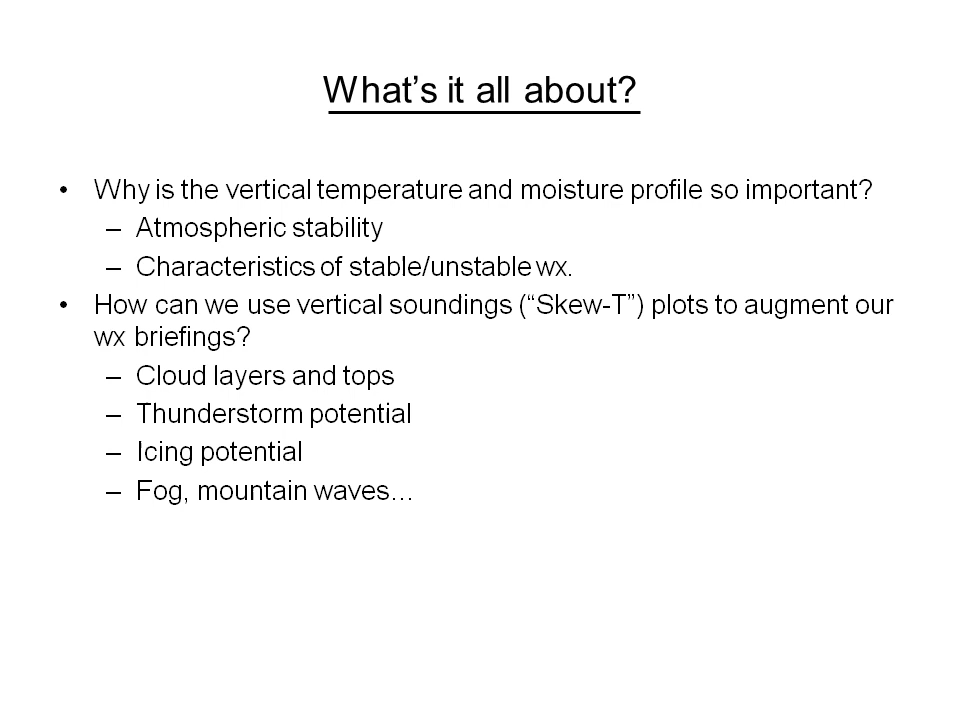 What’s it all about?
• Why is the vertical temperature and moisture profile so important?
– Atmospheric stability
– Characteristics of stable/unstable wx.
• How can we use vertical soundings (“Skew-T”) plots to augment our
wx briefings?
– Cloud layers and tops
– Thunderstorm potential
– Icing potential
– Fog, mountain waves…